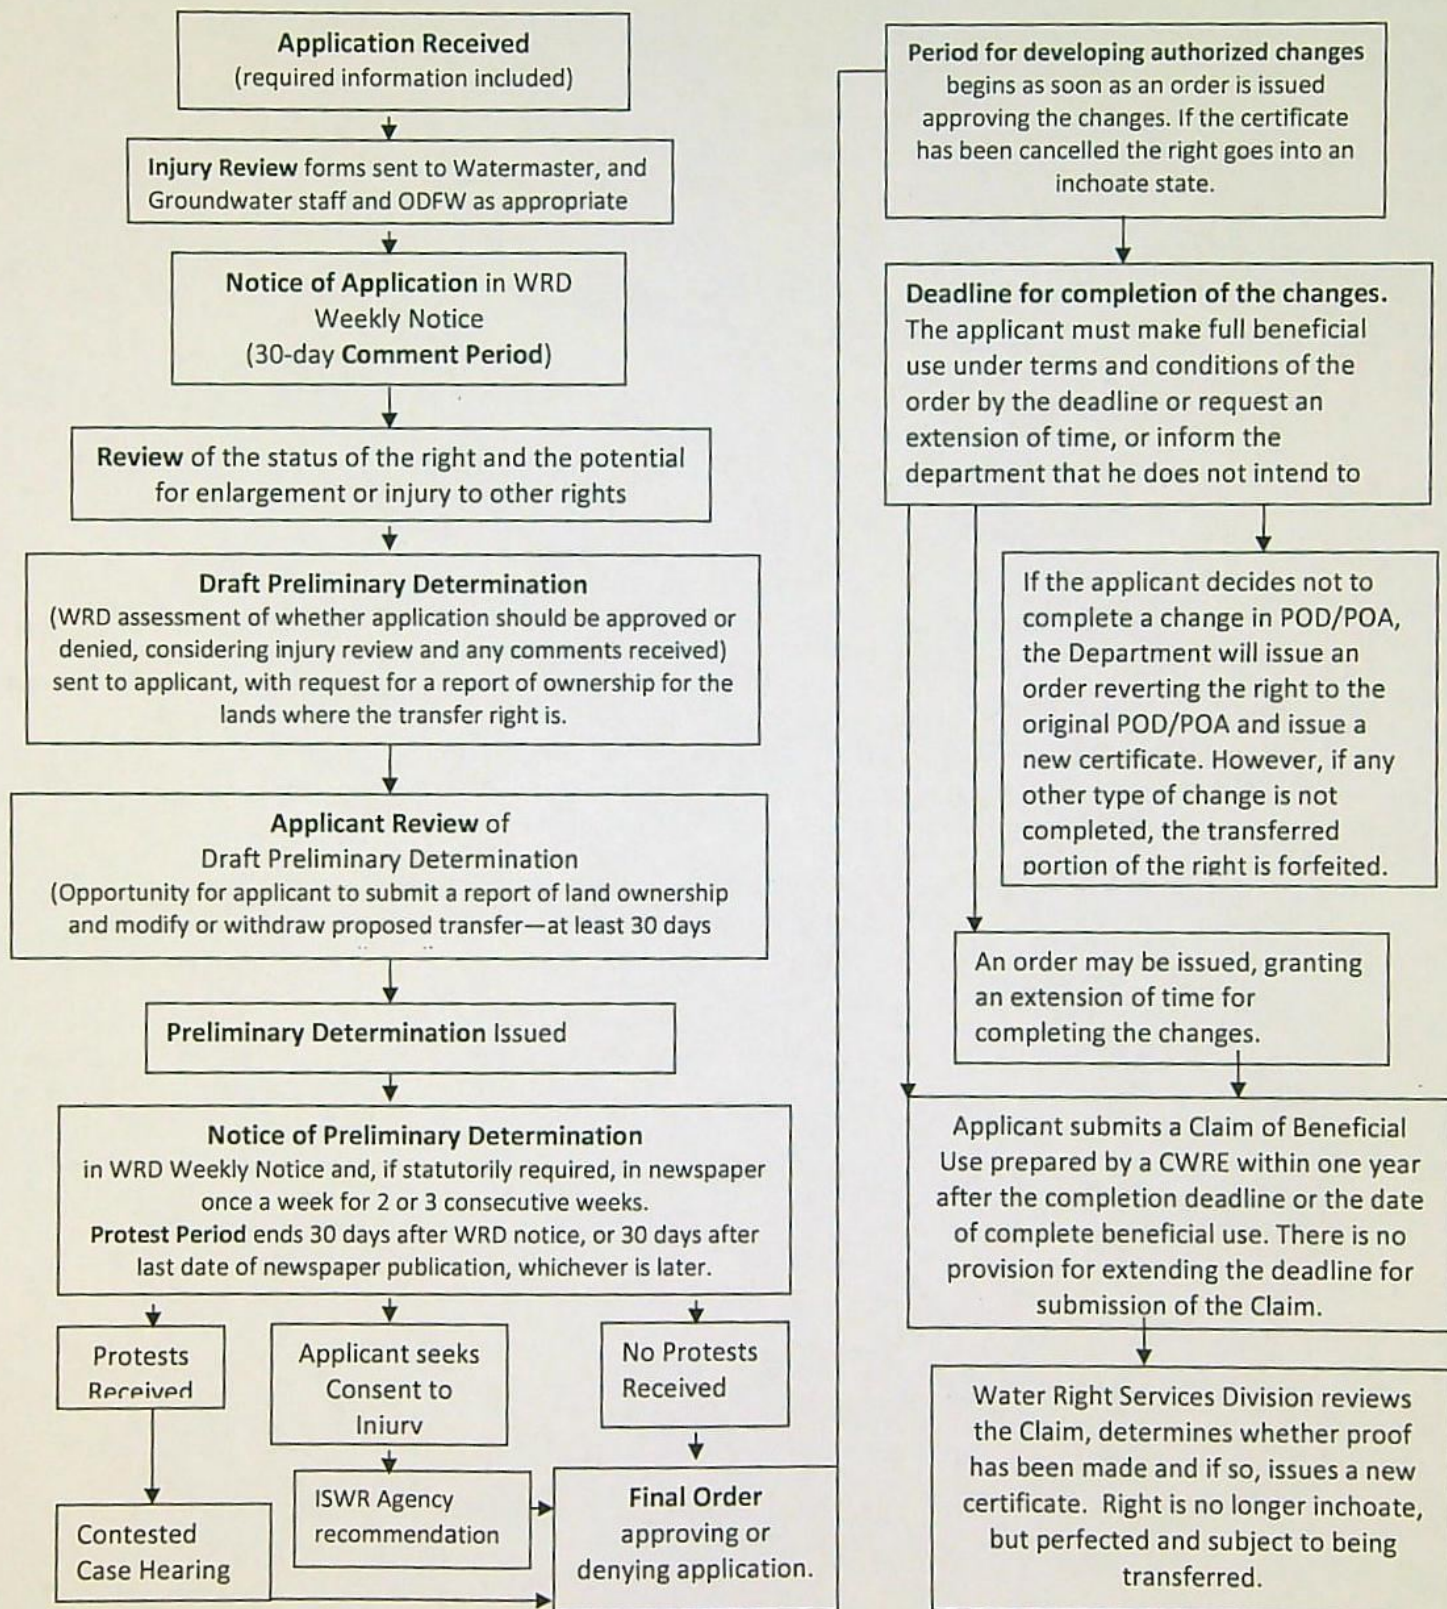 Application Received
(required information included)
Injury Review forms sent to Watermaster, and
Groundwater staff and ODFW as appropriate
Notice of Application in WRD
Weekly Notice
(30-day Comment Period)
Review of the status of the right and the potential
for enlargement or injury to other rights
Draft Preliminary Determination
(WRD assessment of whether application should be approved or
denied, considering injury review and any comments received)
sent to applicant, with request for a report of ownership for the
lands where the transfer right is.
Applicant Review of
Draft Preliminary Determination
(Opportunity for applicant to submit a report of land ownership
and modify or withdraw proposed transfer—at least 30 days
Preliminary Determination Issued
Notice of Preliminary Determination
in WRD Weekly Notice and, if statutorily required, in newspaper
once a week for 2 or 3 consecutive weeks.
Protest Period ends 30 days after WRD notice, or 30 days after
last date of newspaper publication, whichever is later.
Protests
Received
Applicant seeks
Consent to
Injury
No Protests
Received
Contested
Case Hearing
ISWR Agency
recommendation
Final Order
approving or
denying application.
Period for developing authorized changes
begins as soon as an order is issued
approving the changes. If the certificate
has been cancelled the right goes into an
inchoate state.
Deadline for completion of the changes.
The applicant must make full beneficial
use under terms and conditions of the
order by the deadline or request an
extension of time, or inform the
department that he does not intend to
If the applicant decides not to
complete a change in POD/POA,
the Department will issue an
order reverting the right to the
original POD/POA and issue a
new certificate. However, if any
other type of change is not
completed, the transferred
portion of the right is forfeited.
An order may be issued, granting
an extension of time for
completing the changes.
Applicant submits a Claim of Beneficial
Use prepared by a CWRE within one year
after the completion deadline or the date
of complete beneficial use. There is no
provision for extending the deadline for
submission of the Claim.
Water Right Services Division reviews
the Claim, determines whether proof
has been made and if so, issues a new
certificate. Right is no longer inchoate,
but perfected and subject to being
transferred.